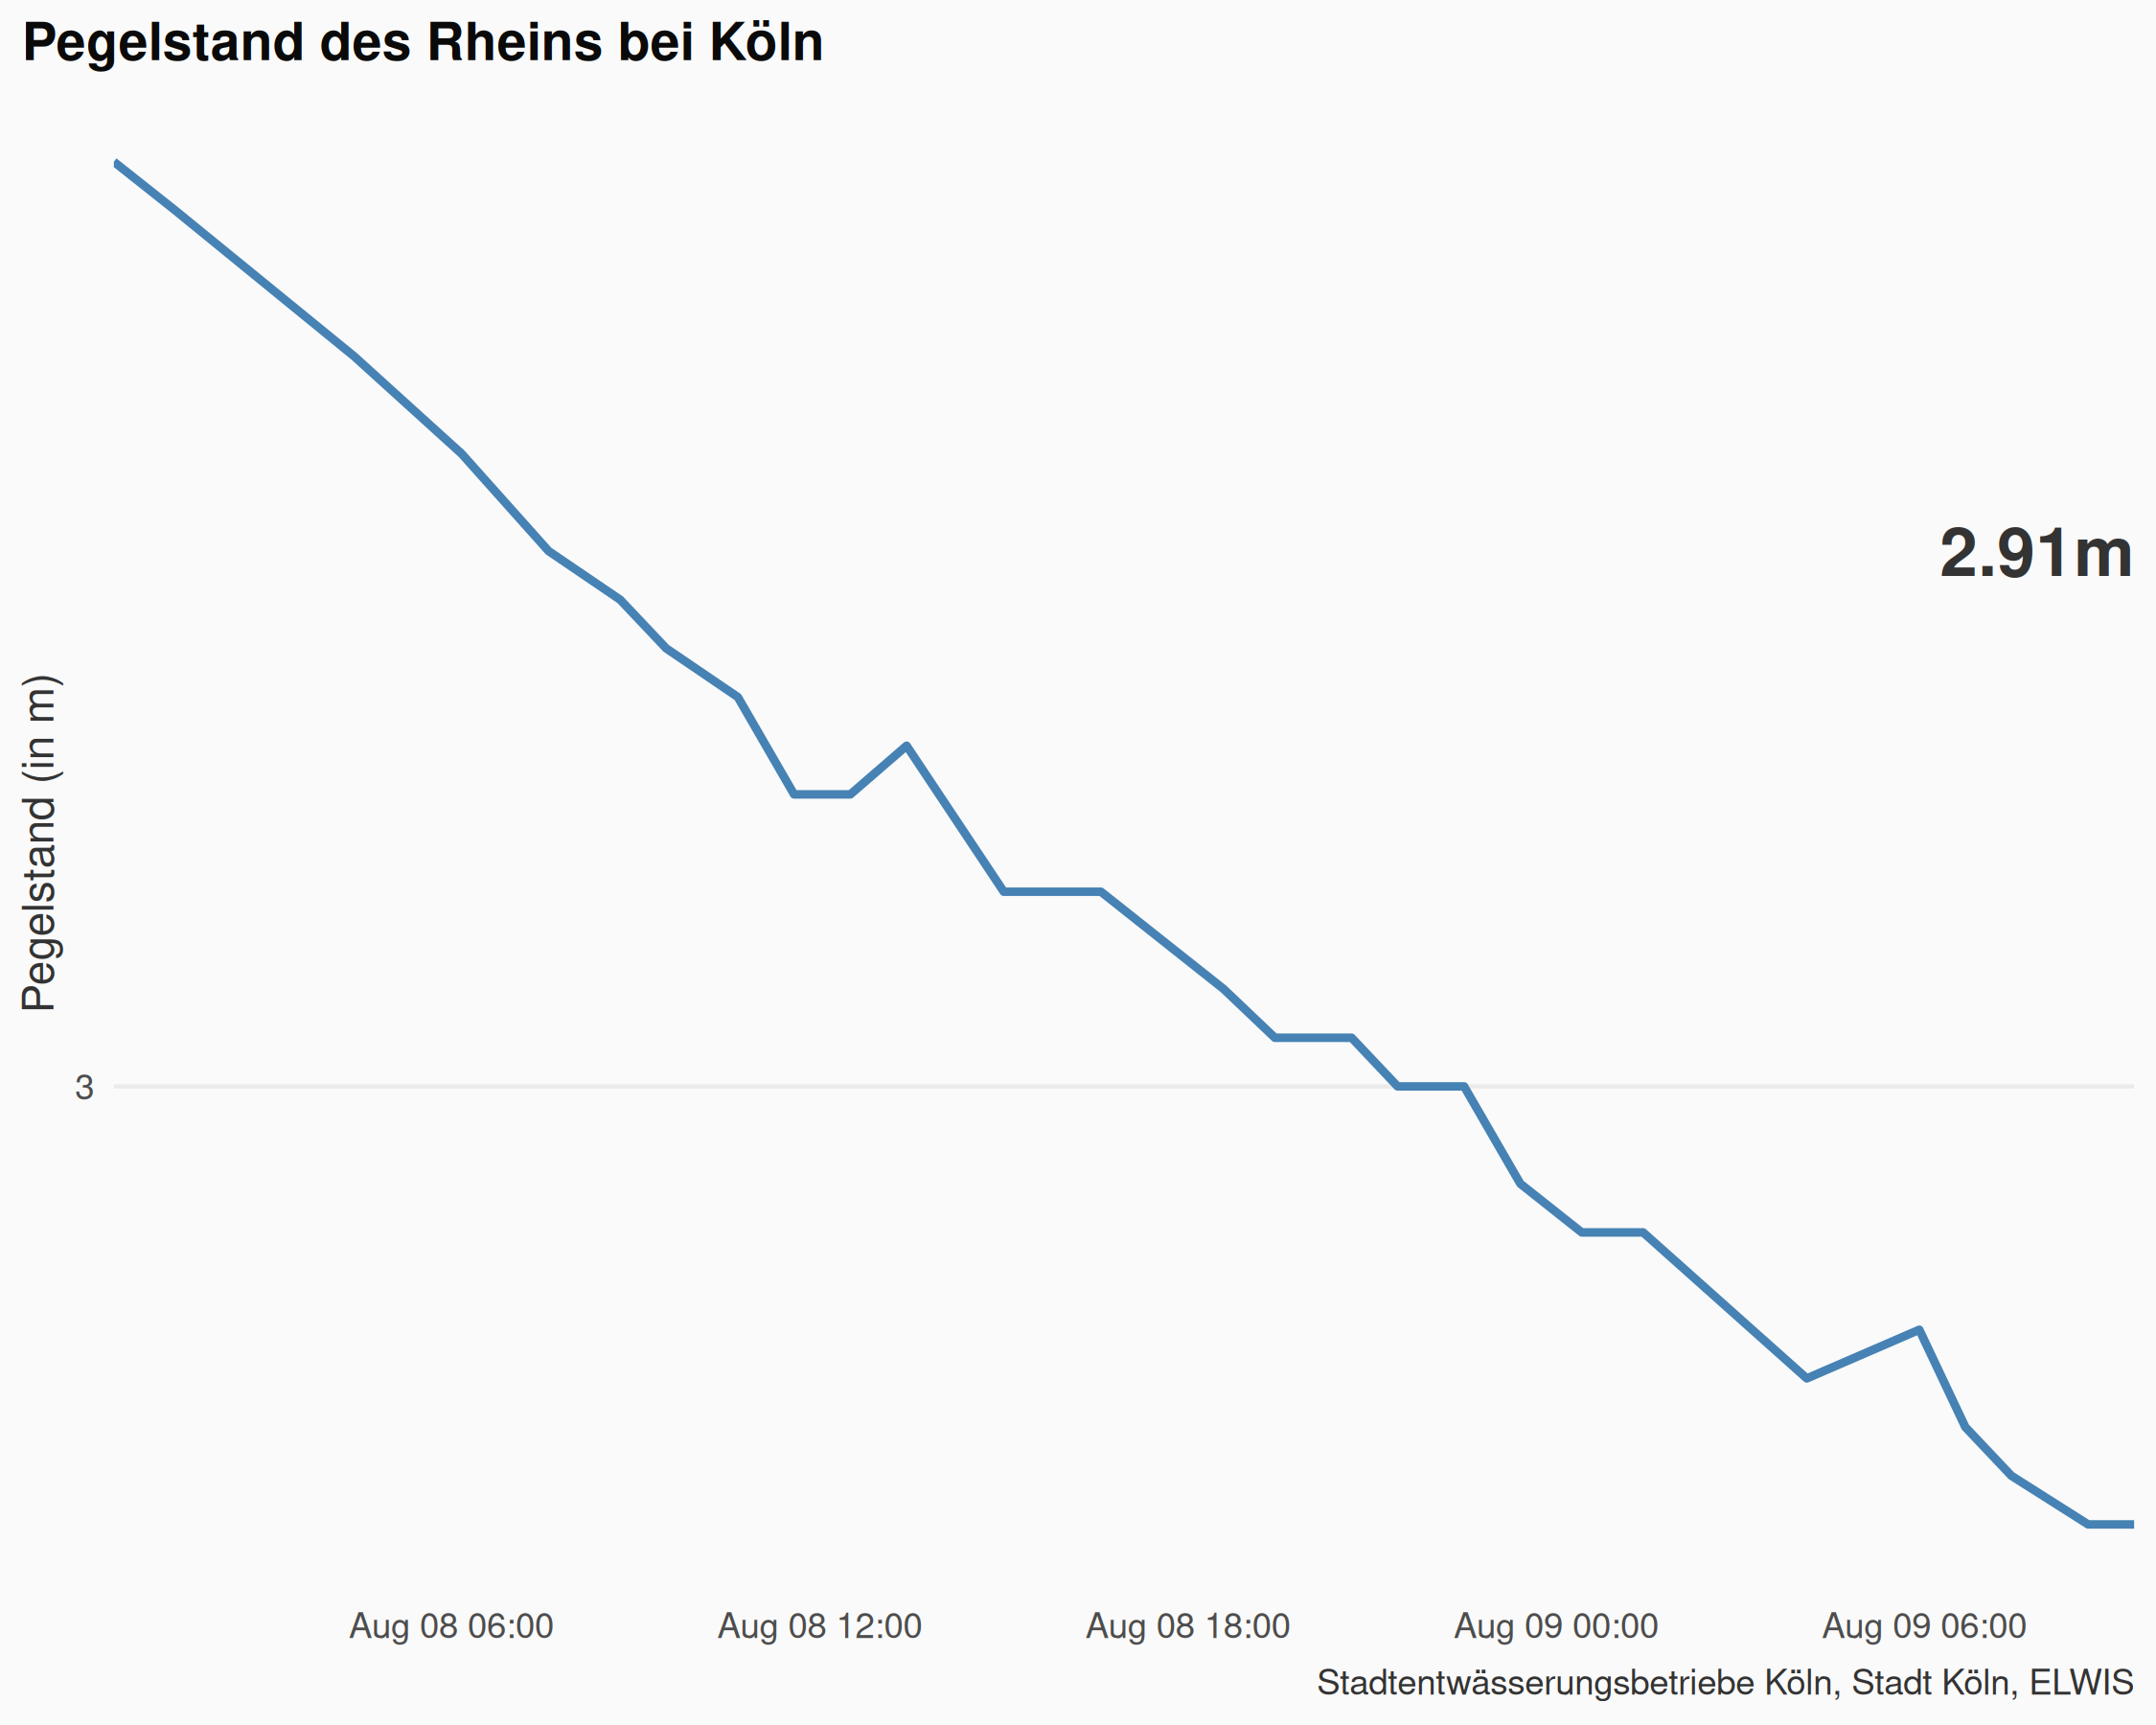 Pegelstand des Rheins bei Köln
2.91m
Pegelstand (in m)
3
Aug 08 06:00
Aug 08 12:00
Aug 08 18:00
Aug 09 00:00
Aug 09 06:00
Stadtentwässerungsbetriebe Köln, Stadt Köln, ELWIS